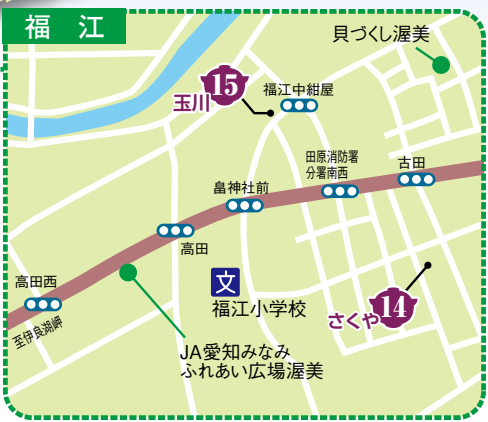 福江
貝づくし渥美
15
玉川
福江中紺屋
田原消防署
分署南西
古田
畠神社前
高田
高田西
文
福江小学校
14
さくや
至伊良湖岬
JA愛知みなみ
ふれあい広場渥美